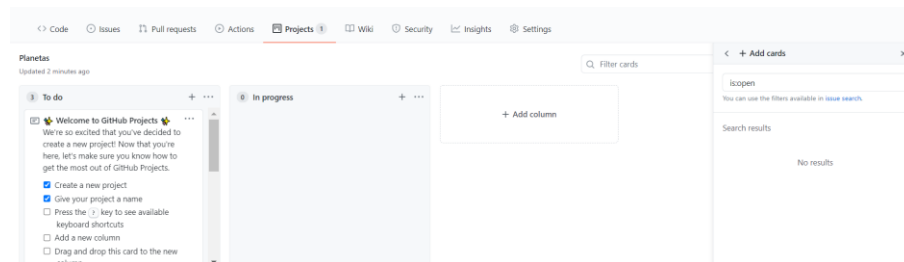 <> Code Issues Pull requests Actions Projects 1 Wiki Security Insights Settings
Planetas
Updated 2 minutes ago
Filter cards
3 To do + ...
Welcome to GitHub Projects
We're so excited that you've decided to
create a new project! Now that you're
here, let's make sure you know how to
get the most out of GitHub Projects.
Create a new project
Give your project a name
Press the ? key to see available
keyboard shortcuts
Add a new column
Drag and drop this card to the new
column
0 In progress + ...
+ Add column
< + Add cards
is:open
You can use the filters available in issue search.
Search results
No results